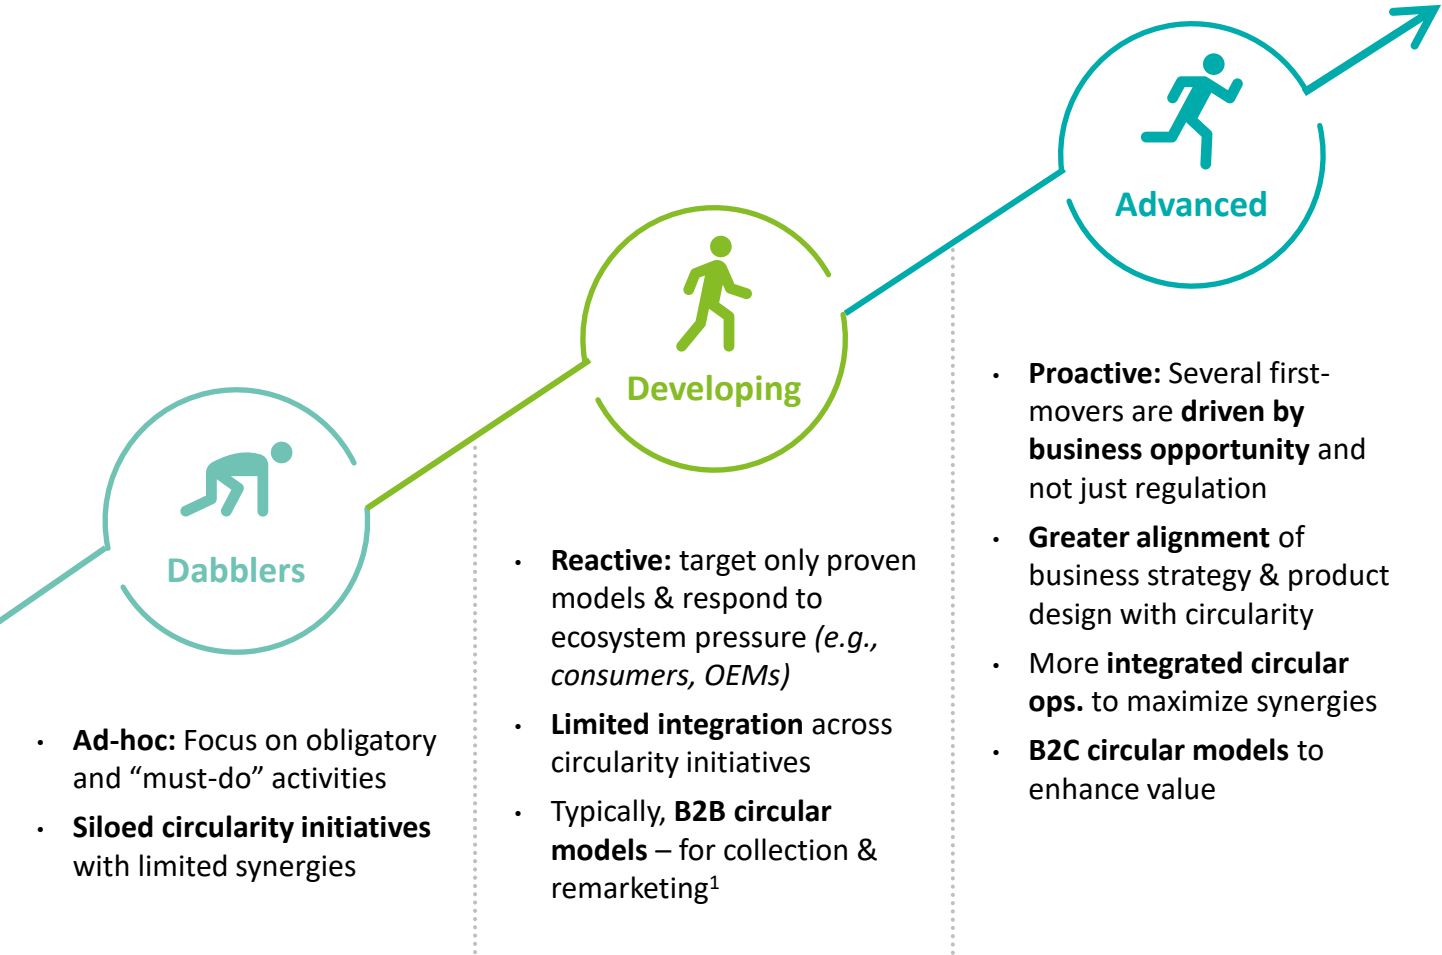 Dabblers
• Ad-hoc: Focus on obligatory
and “must-do” activities
• Siloed circularity initiatives
with limited synergies
Developing
• Reactive: target only proven
models & respond to
ecosystem pressure (e.g.,
consumers, OEMs)
• Limited integration across
circularity initiatives
• Typically, B2B circular
models – for collection &
remarketing¹
Advanced
• Proactive: Several first-
movers are driven by
business opportunity and
not just regulation
• Greater alignment of
business strategy & product
design with circularity
• More integrated circular
ops. to maximize synergies
• B2C circular models to
enhance value